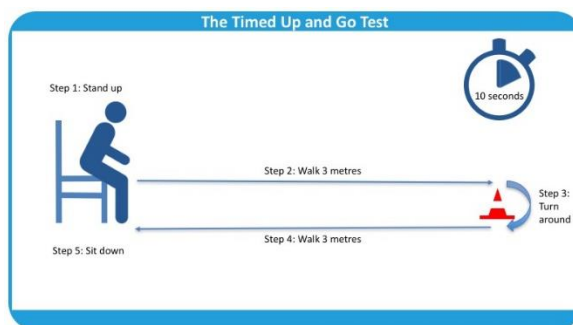 The Timed Up and Go Test
Step 1: Stand up
10 seconds
Step 2: Walk 3 metres
Step 3:
Turn
around
Step 4: Walk 3 metres
Step 5: Sit down